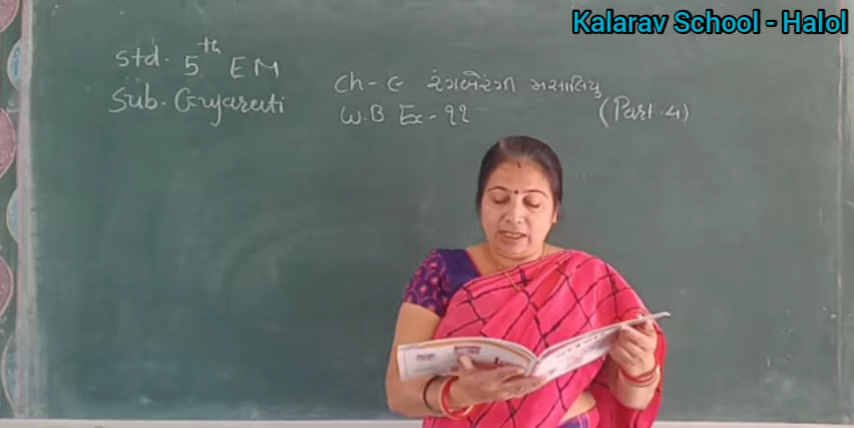 Kalarav School - Halol
Std. 5th EM
Sub. Gujarati
Ch - ૯ રંગબેરંગી મસાલિયું
W.B Ex - ૧૧
(Part. 4)